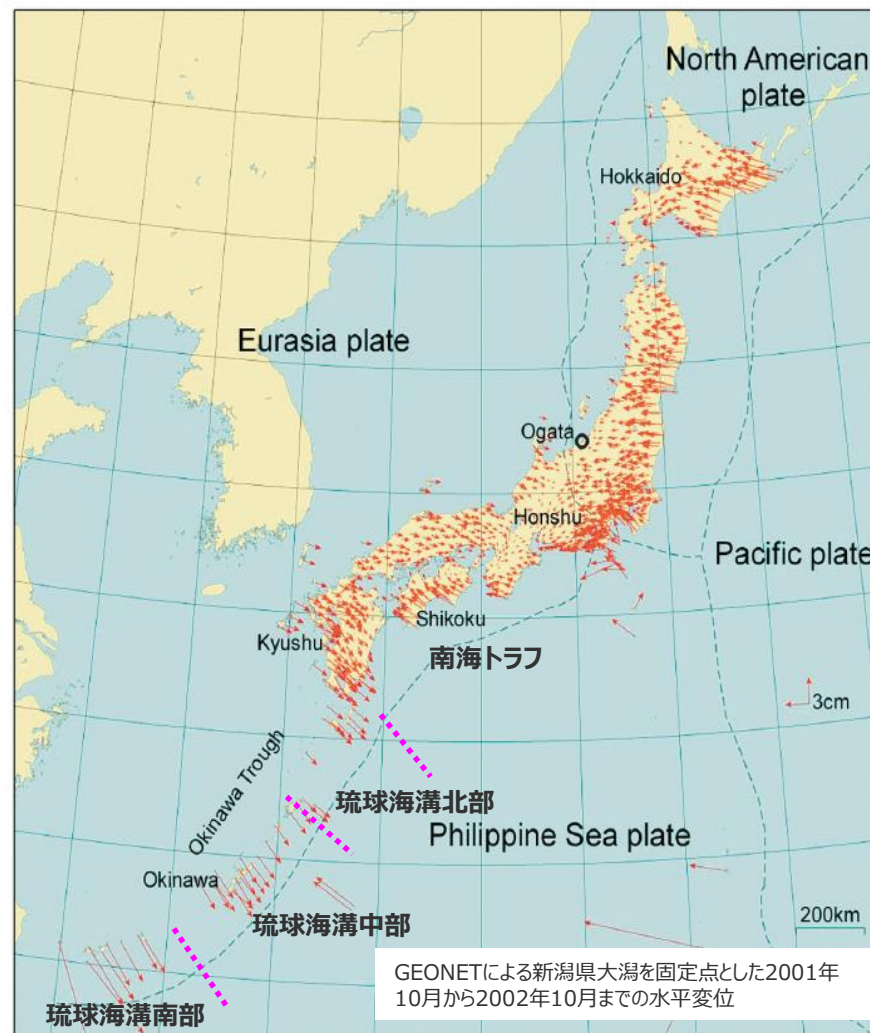 North American
plate
Hokkaido
Eurasia plate
Ogata
Honshu
Pacific plate
Shikoku
Kyushu
南海トラフ
3cm
Okinawa Trough
琉球海溝北部
Philippine Sea plate
Okinawa
琉球海溝中部
200km
GEONETによる新潟県大潟を固定点とした2001年
10月から2002年10月までの水平変位
琉球海溝南部